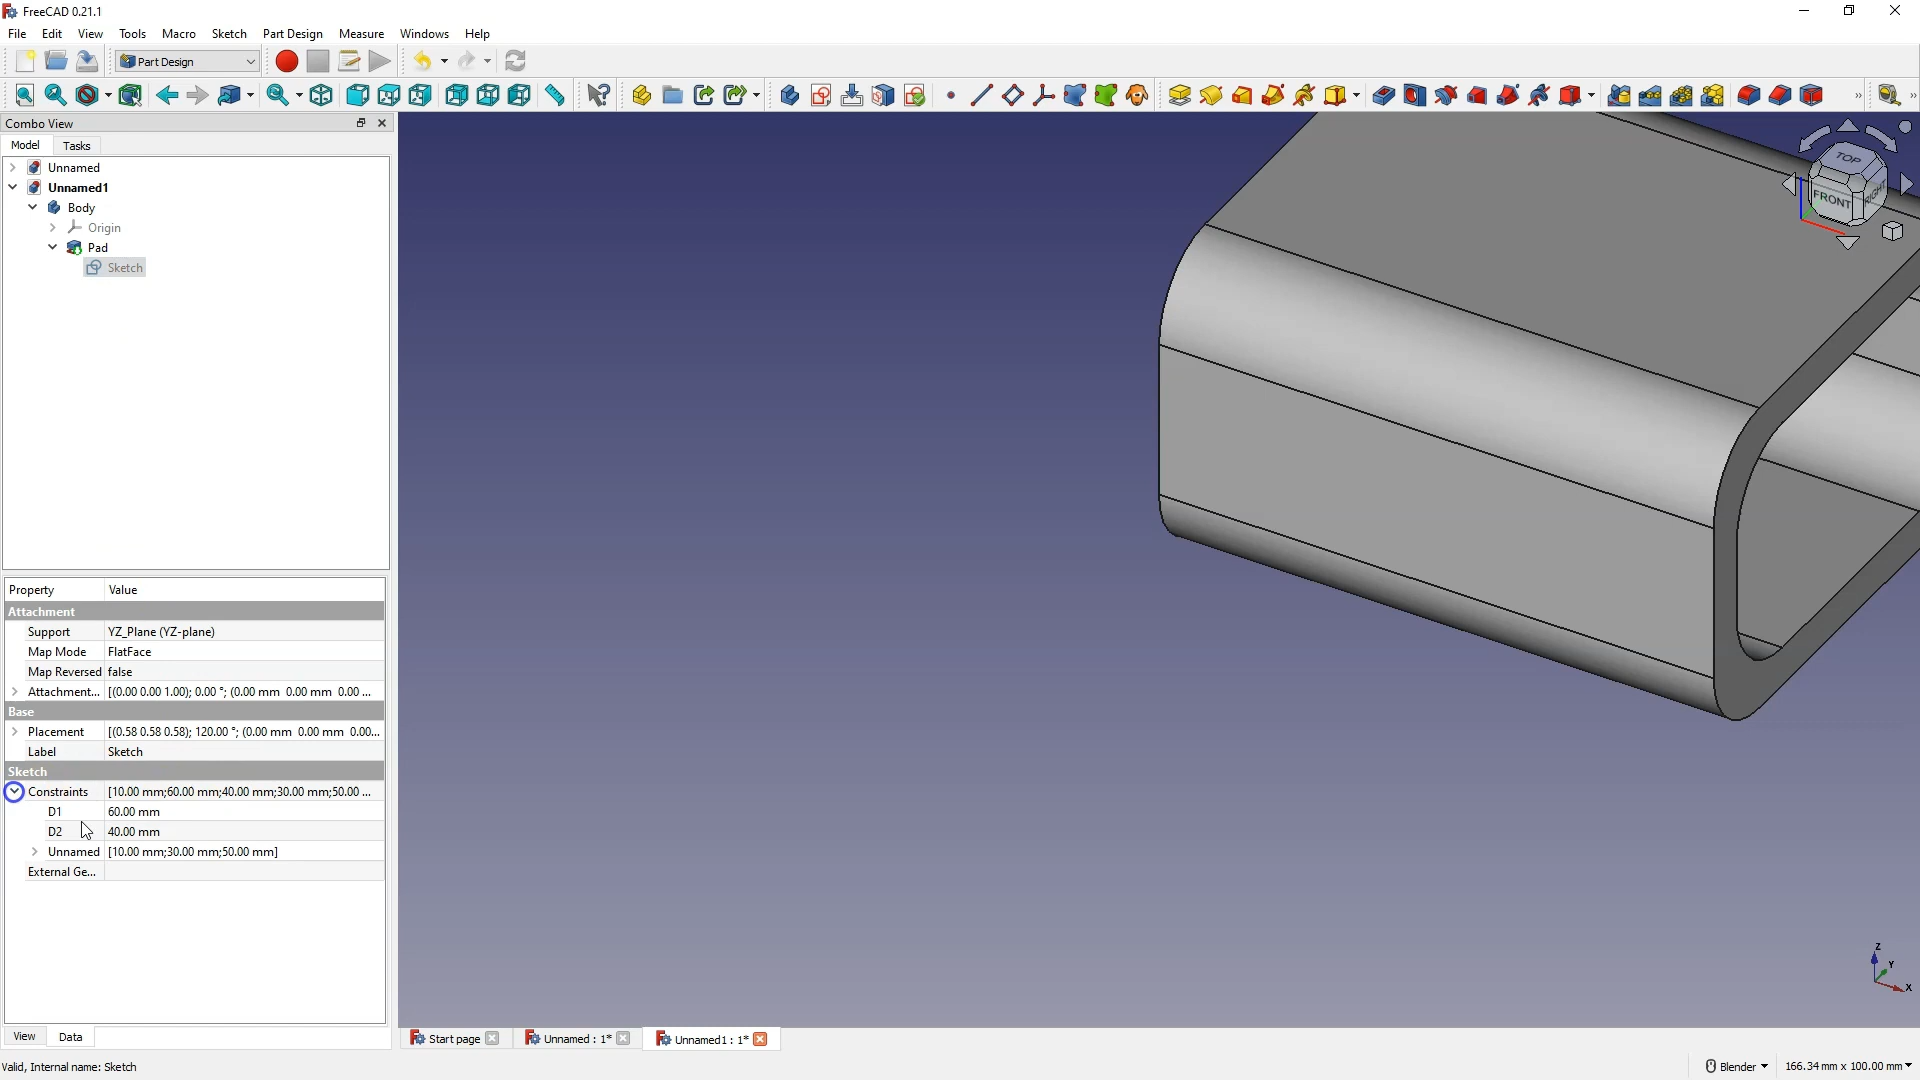 FreeCAD 0.21.1
File Edit View Tools Macro Sketch Part Design Measure Windows Help
Part Design
Combo View
Model Tasks
Unnamed
Unnamed1
Body
Origin
Pad
Sketch
TOP
FRONT RIGHT
Property Value
Attachment
Support YZ_Plane (YZ-plane)
Map Mode FlatFace
Map Reversed false
Attachment... [(0.00 0.00 1.00); 0.00 °; (0.00 mm 0.00 mm 0.00 ...
Base
Placement [(0.58 0.58 0.58); 120.00 °; (0.00 mm 0.00 mm 0.00...
Label Sketch
Sketch
Constraints [10.00 mm;60.00 mm;40.00 mm;30.00 mm;50.00 ...
D1 60.00 mm
D2 40.00 mm
Unnamed [10.00 mm;30.00 mm;50.00 mm]
External Ge...
Z
Y
X
View Data
Start page Unnamed : 1* Unnamed1 : 1*
Valid, Internal name: Sketch
Blender 166.34 mm x 100.00 mm